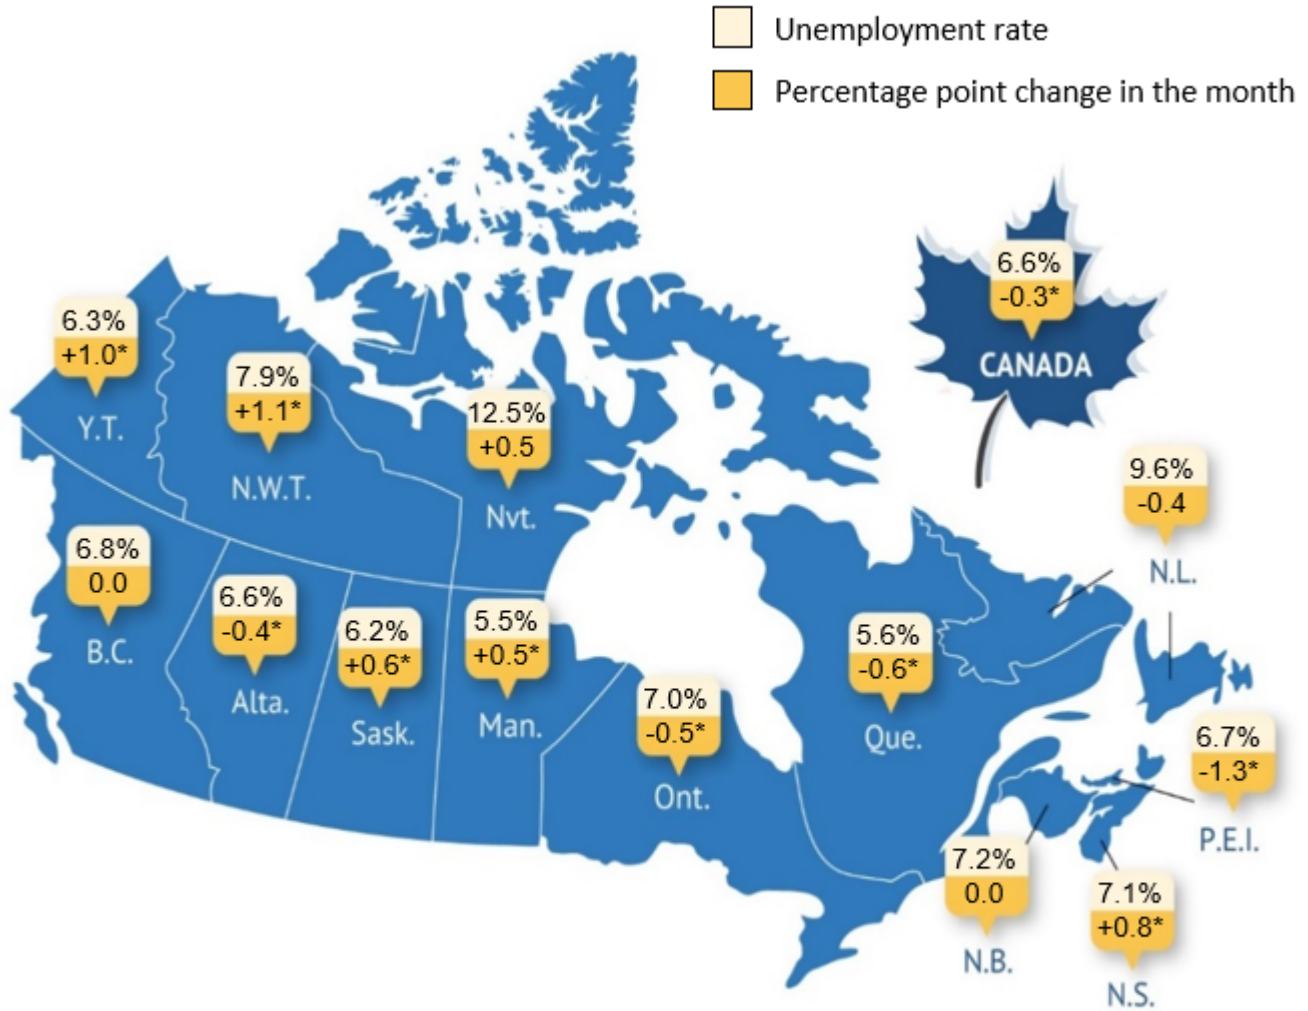 Unemployment rate
Percentage point change in the month
6.6%
-0.3*
CANADA
6.3%
+1.0*
Y.T.
7.9%
+1.1*
N.W.T.
12.5%
+0.5
Nvt.
9.6%
-0.4
N.L.
6.8%
0.0
B.C.
6.6%
-0.4*
Alta.
6.2%
+0.6*
Sask.
5.5%
+0.5*
Man.
7.0%
-0.5*
Ont.
5.6%
-0.6*
Que.
6.7%
-1.3*
P.E.I.
7.2%
0.0
N.B.
7.1%
+0.8*
N.S.